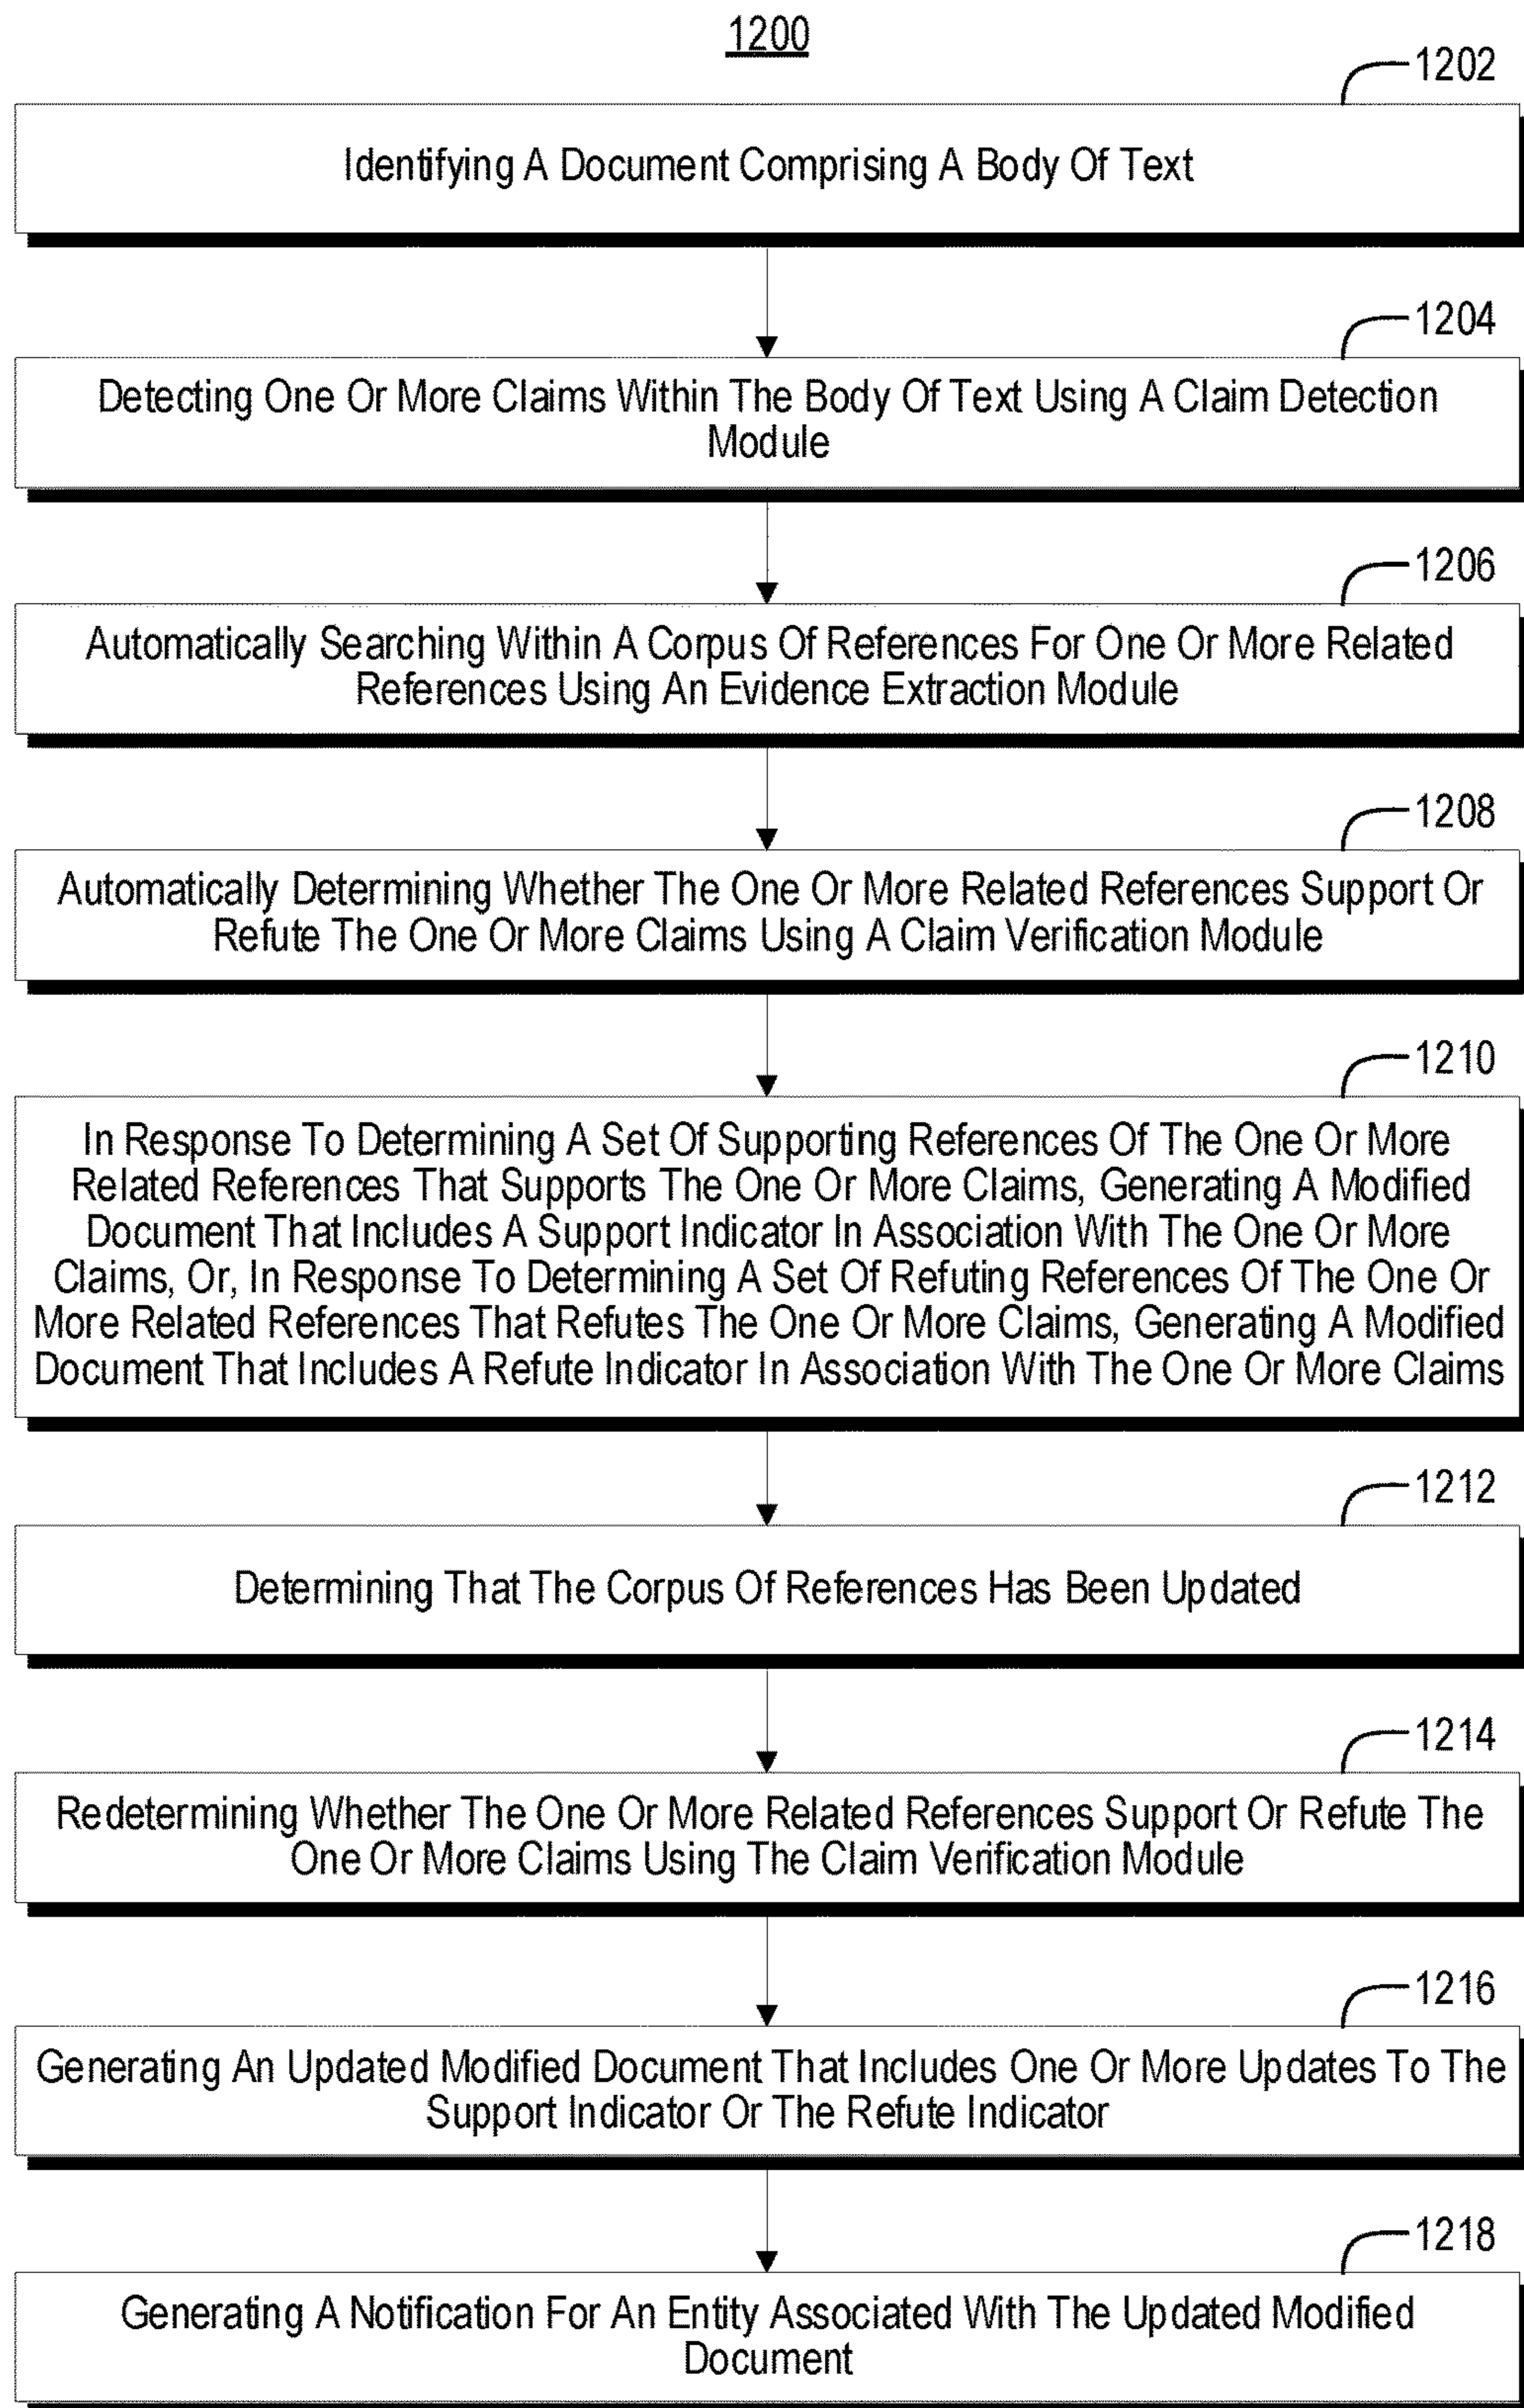 1200
1202
Identifying A Document Comprising A Body Of Text
1204
Detecting One Or More Claims Within The Body Of Text Using A Claim Detection
Module
1206
Automatically Searching Within A Corpus Of References For One Or More Related
References Using An Evidence Extraction Module
1208
Automatically Determining Whether The One Or More Related References Support Or
Refute The One Or More Claims Using A Claim Verification Module
1210
In Response To Determining A Set Of Supporting References Of The One Or More
Related References That Supports The One Or More Claims, Generating A Modified
Document That Includes A Support Indicator In Association With The One Or More
Claims, Or, In Response To Determining A Set Of Refuting References Of The One Or
More Related References That Refutes The One Or More Claims, Generating A Modified
Document That Includes A Refute Indicator In Association With The One Or More Claims
1212
Determining That The Corpus Of References Has Been Updated
1214
Redetermining Whether The One Or More Related References Support Or Refute The
One Or More Claims Using The Claim Verification Module
1216
Generating An Updated Modified Document That Includes One Or More Updates To The
Support Indicator Or The Refute Indicator
1218
Generating A Notification For An Entity Associated With The Updated Modified
Document